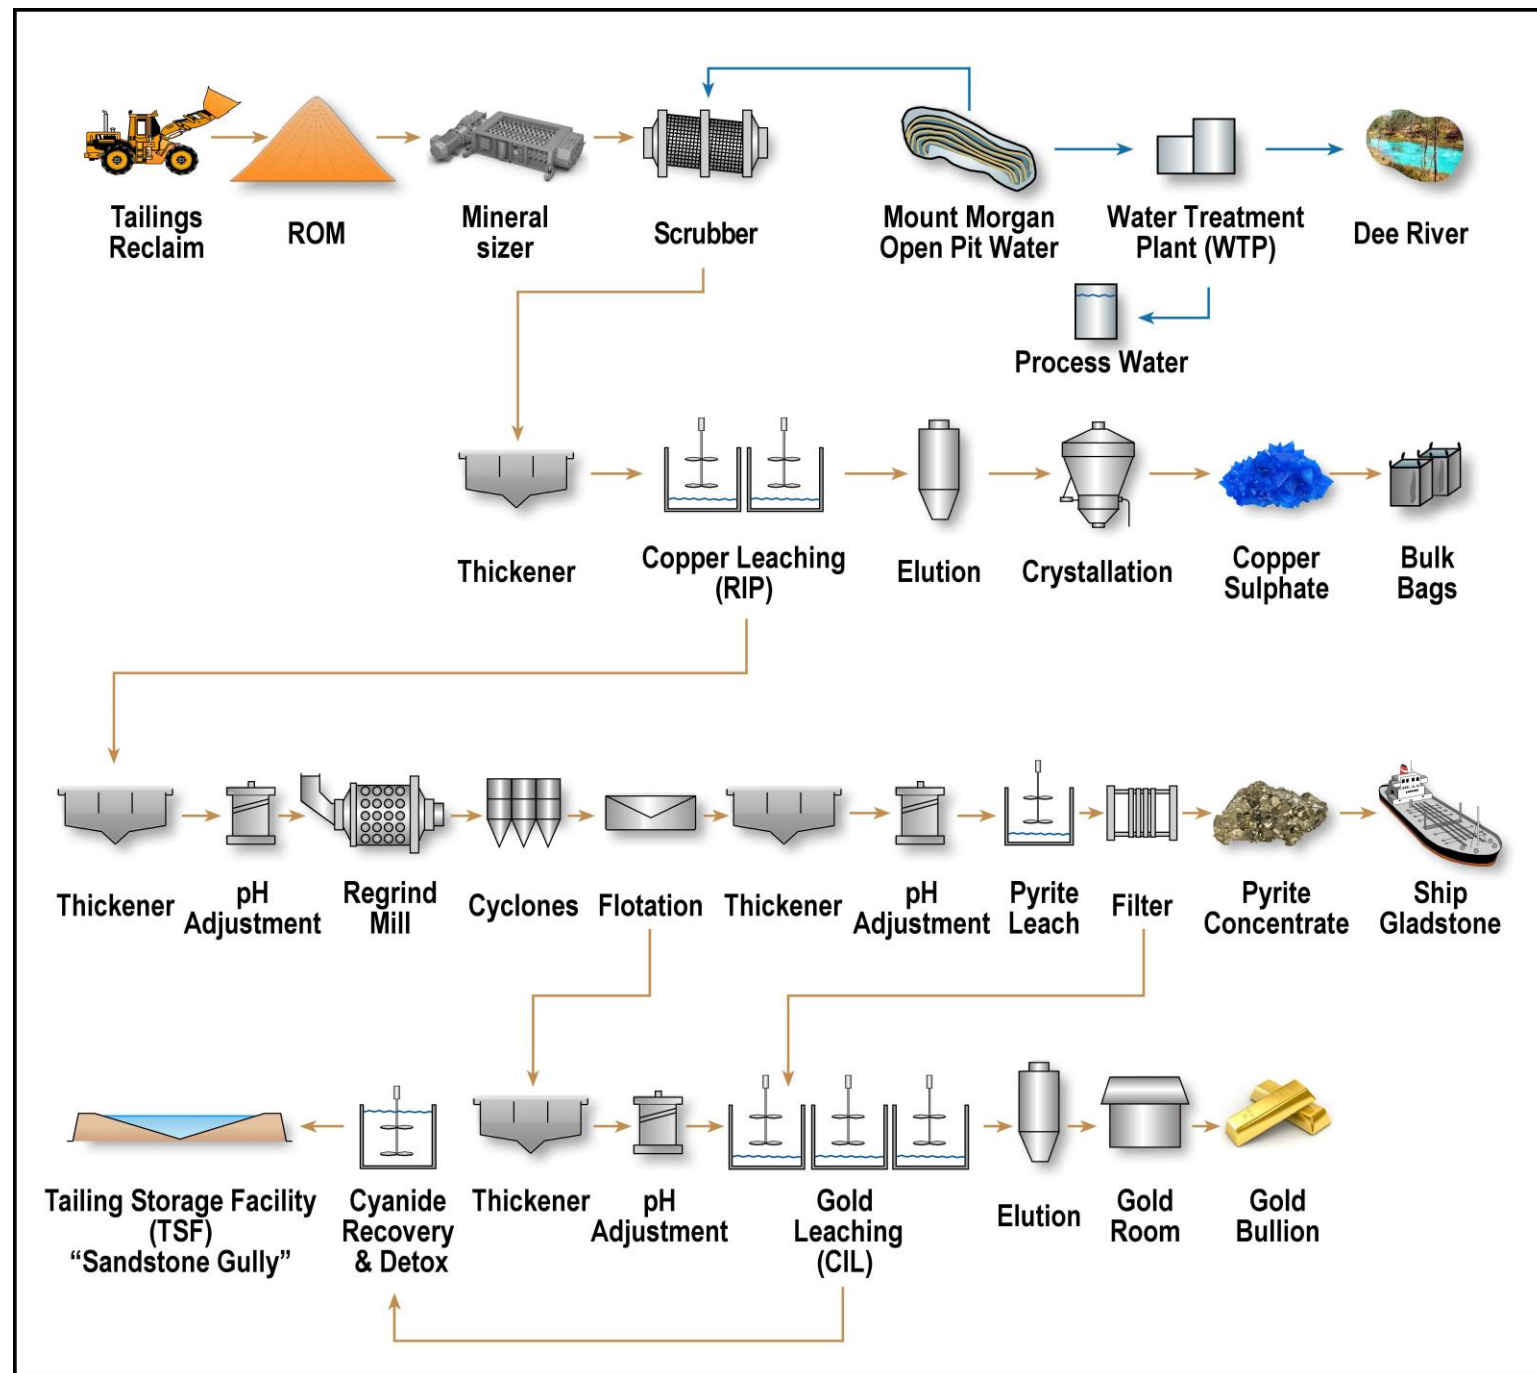 Tailings
Reclaim
ROM
Mineral
sizer
Scrubber
Mount Morgan
Open Pit Water
Water Treatment
Plant (WTP)
Dee River
Process Water
Thickener
Copper Leaching
(RIP)
Elution
Crystallation
Copper
Sulphate
Bulk
Bags
Thickener
pH
Adjustment
Regrind
Mill
Cyclones
Flotation
Thickener
pH
Adjustment
Pyrite
Leach
Filter
Pyrite
Concentrate
Ship
Gladstone
Tailing Storage Facility
(TSF)
“Sandstone Gully”
Cyanide
Recovery
& Detox
Thickener
pH
Adjustment
Gold
Leaching
(CIL)
Elution
Gold
Room
Gold
Bullion